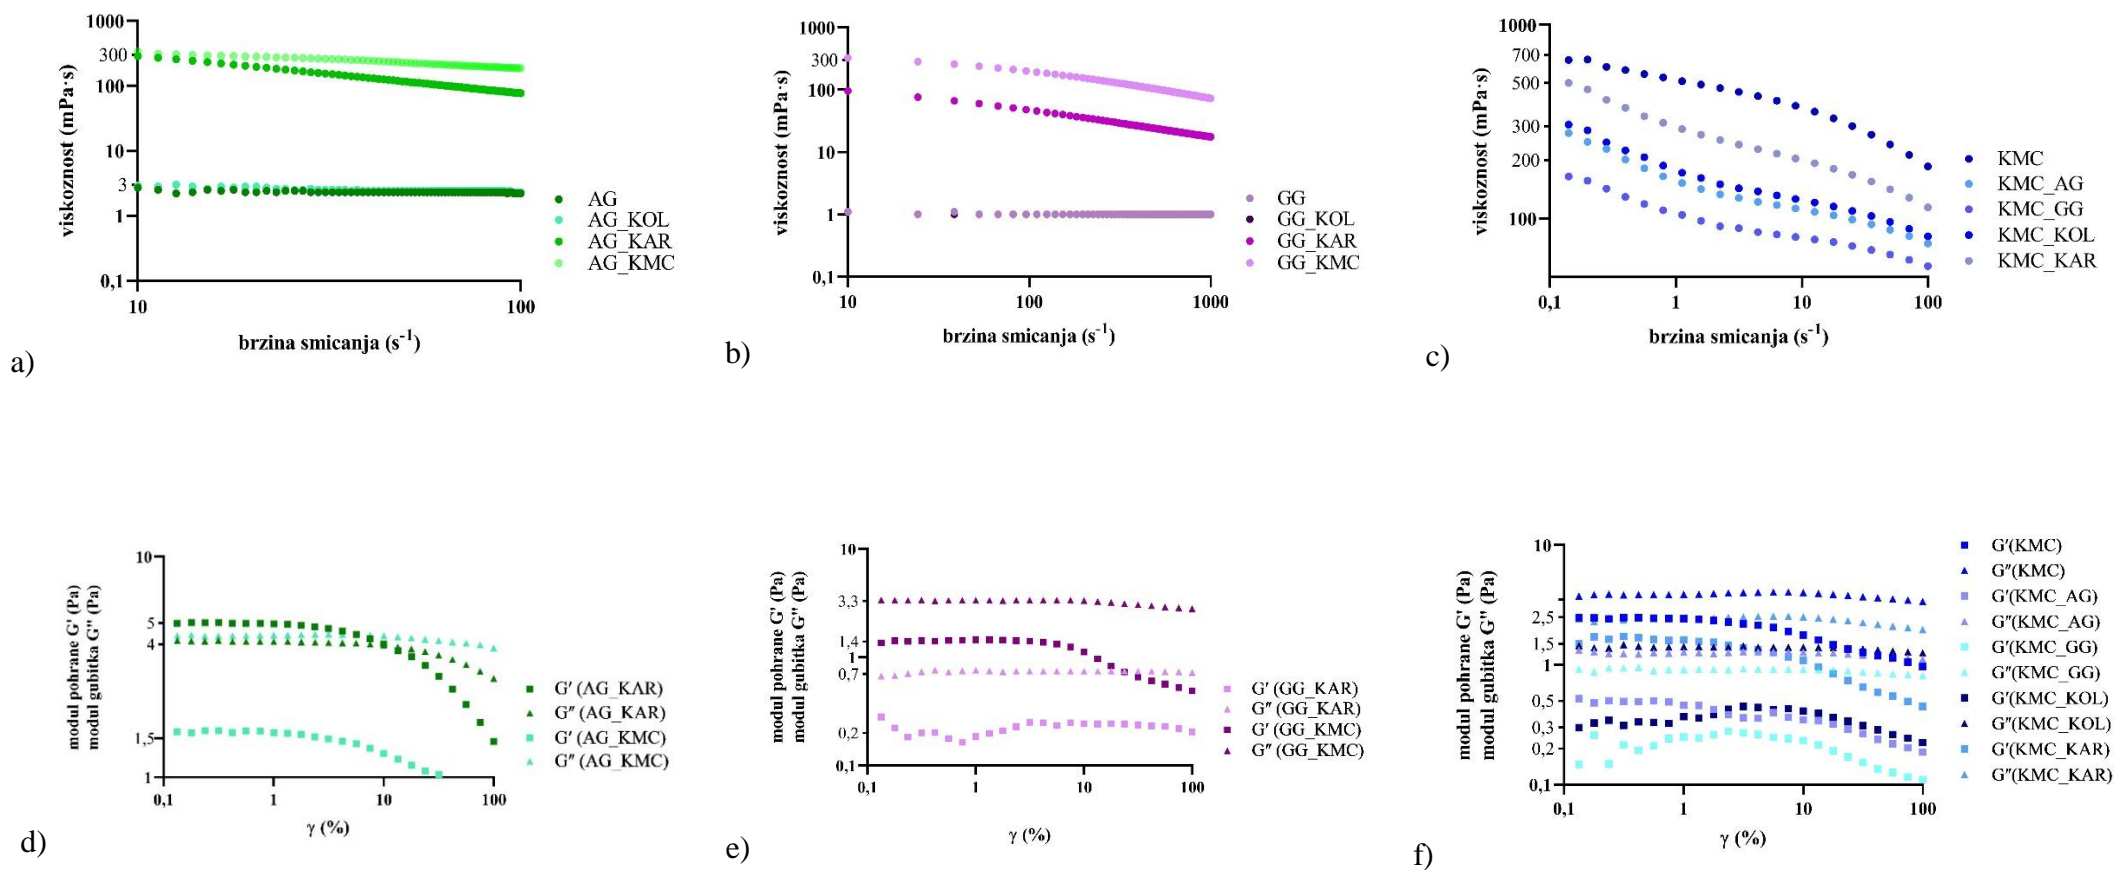 viskoznost (mPa·s)
1000
300
100
10
3
1
0,1
10
100
brzina smicanja (s⁻¹)
AG
AG_KOL
AG_KAR
AG_KMC
a)
viskoznost (mPa·s)
1000
300
100
10
1
0,1
10
100
1000
brzina smicanja (s⁻¹)
GG
GG_KOL
GG_KAR
GG_KMC
b)
viskoznost (mPa·s)
1000
700
500
300
200
100
0,1
1
10
100
brzina smicanja (s⁻¹)
KMC
KMC_AG
KMC_GG
KMC_KOL
KMC_KAR
c)
modul pohrane G' (Pa)
modul gubitka G'' (Pa)
10
5
4
1,5
1
0,1
1
10
100
γ (%)
G′ (AG_KAR)
G″ (AG_KAR)
G′ (AG_KMC)
G″ (AG_KMC)
d)
modul pohrane G' (Pa)
modul gubitka G'' (Pa)
10
3,3
1,4
1
0,7
0,2
0,1
0,1
1
10
100
γ (%)
G′ (GG_KAR)
G″ (GG_KAR)
G′ (GG_KMC)
G″ (GG_KMC)
e)
modul pohrane G' (Pa)
modul gubitka G'' (Pa)
10
2,5
1,5
1
0,5
0,3
0,2
0,1
0,1
1
10
100
γ (%)
G′(KMC)
G″(KMC)
G′(KMC_AG)
G″(KMC_AG)
G′(KMC_GG)
G″(KMC_GG)
G′(KMC_KOL)
G″(KMC_KOL)
G′(KMC_KAR)
G″(KMC_KAR)
f)